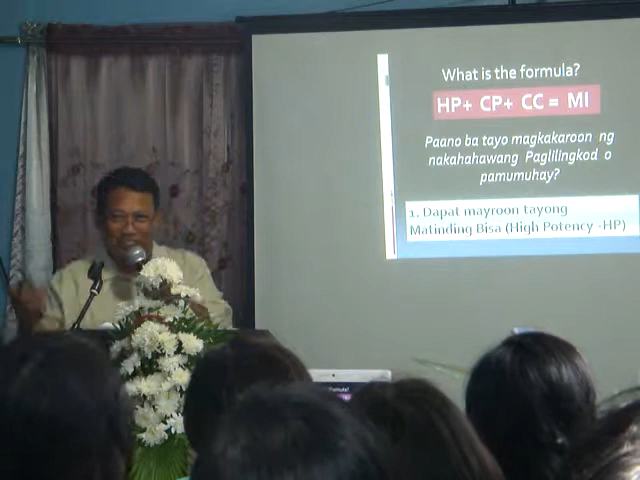 What is the formula?
HP+ CP+ CC = MI
Paano ba tayo magkakaroon ng
nakahahawang Paglilingkod o
pamumuhay?
1. Dapat mayroon tayong
Matinding Bisa (High Potency -HP)